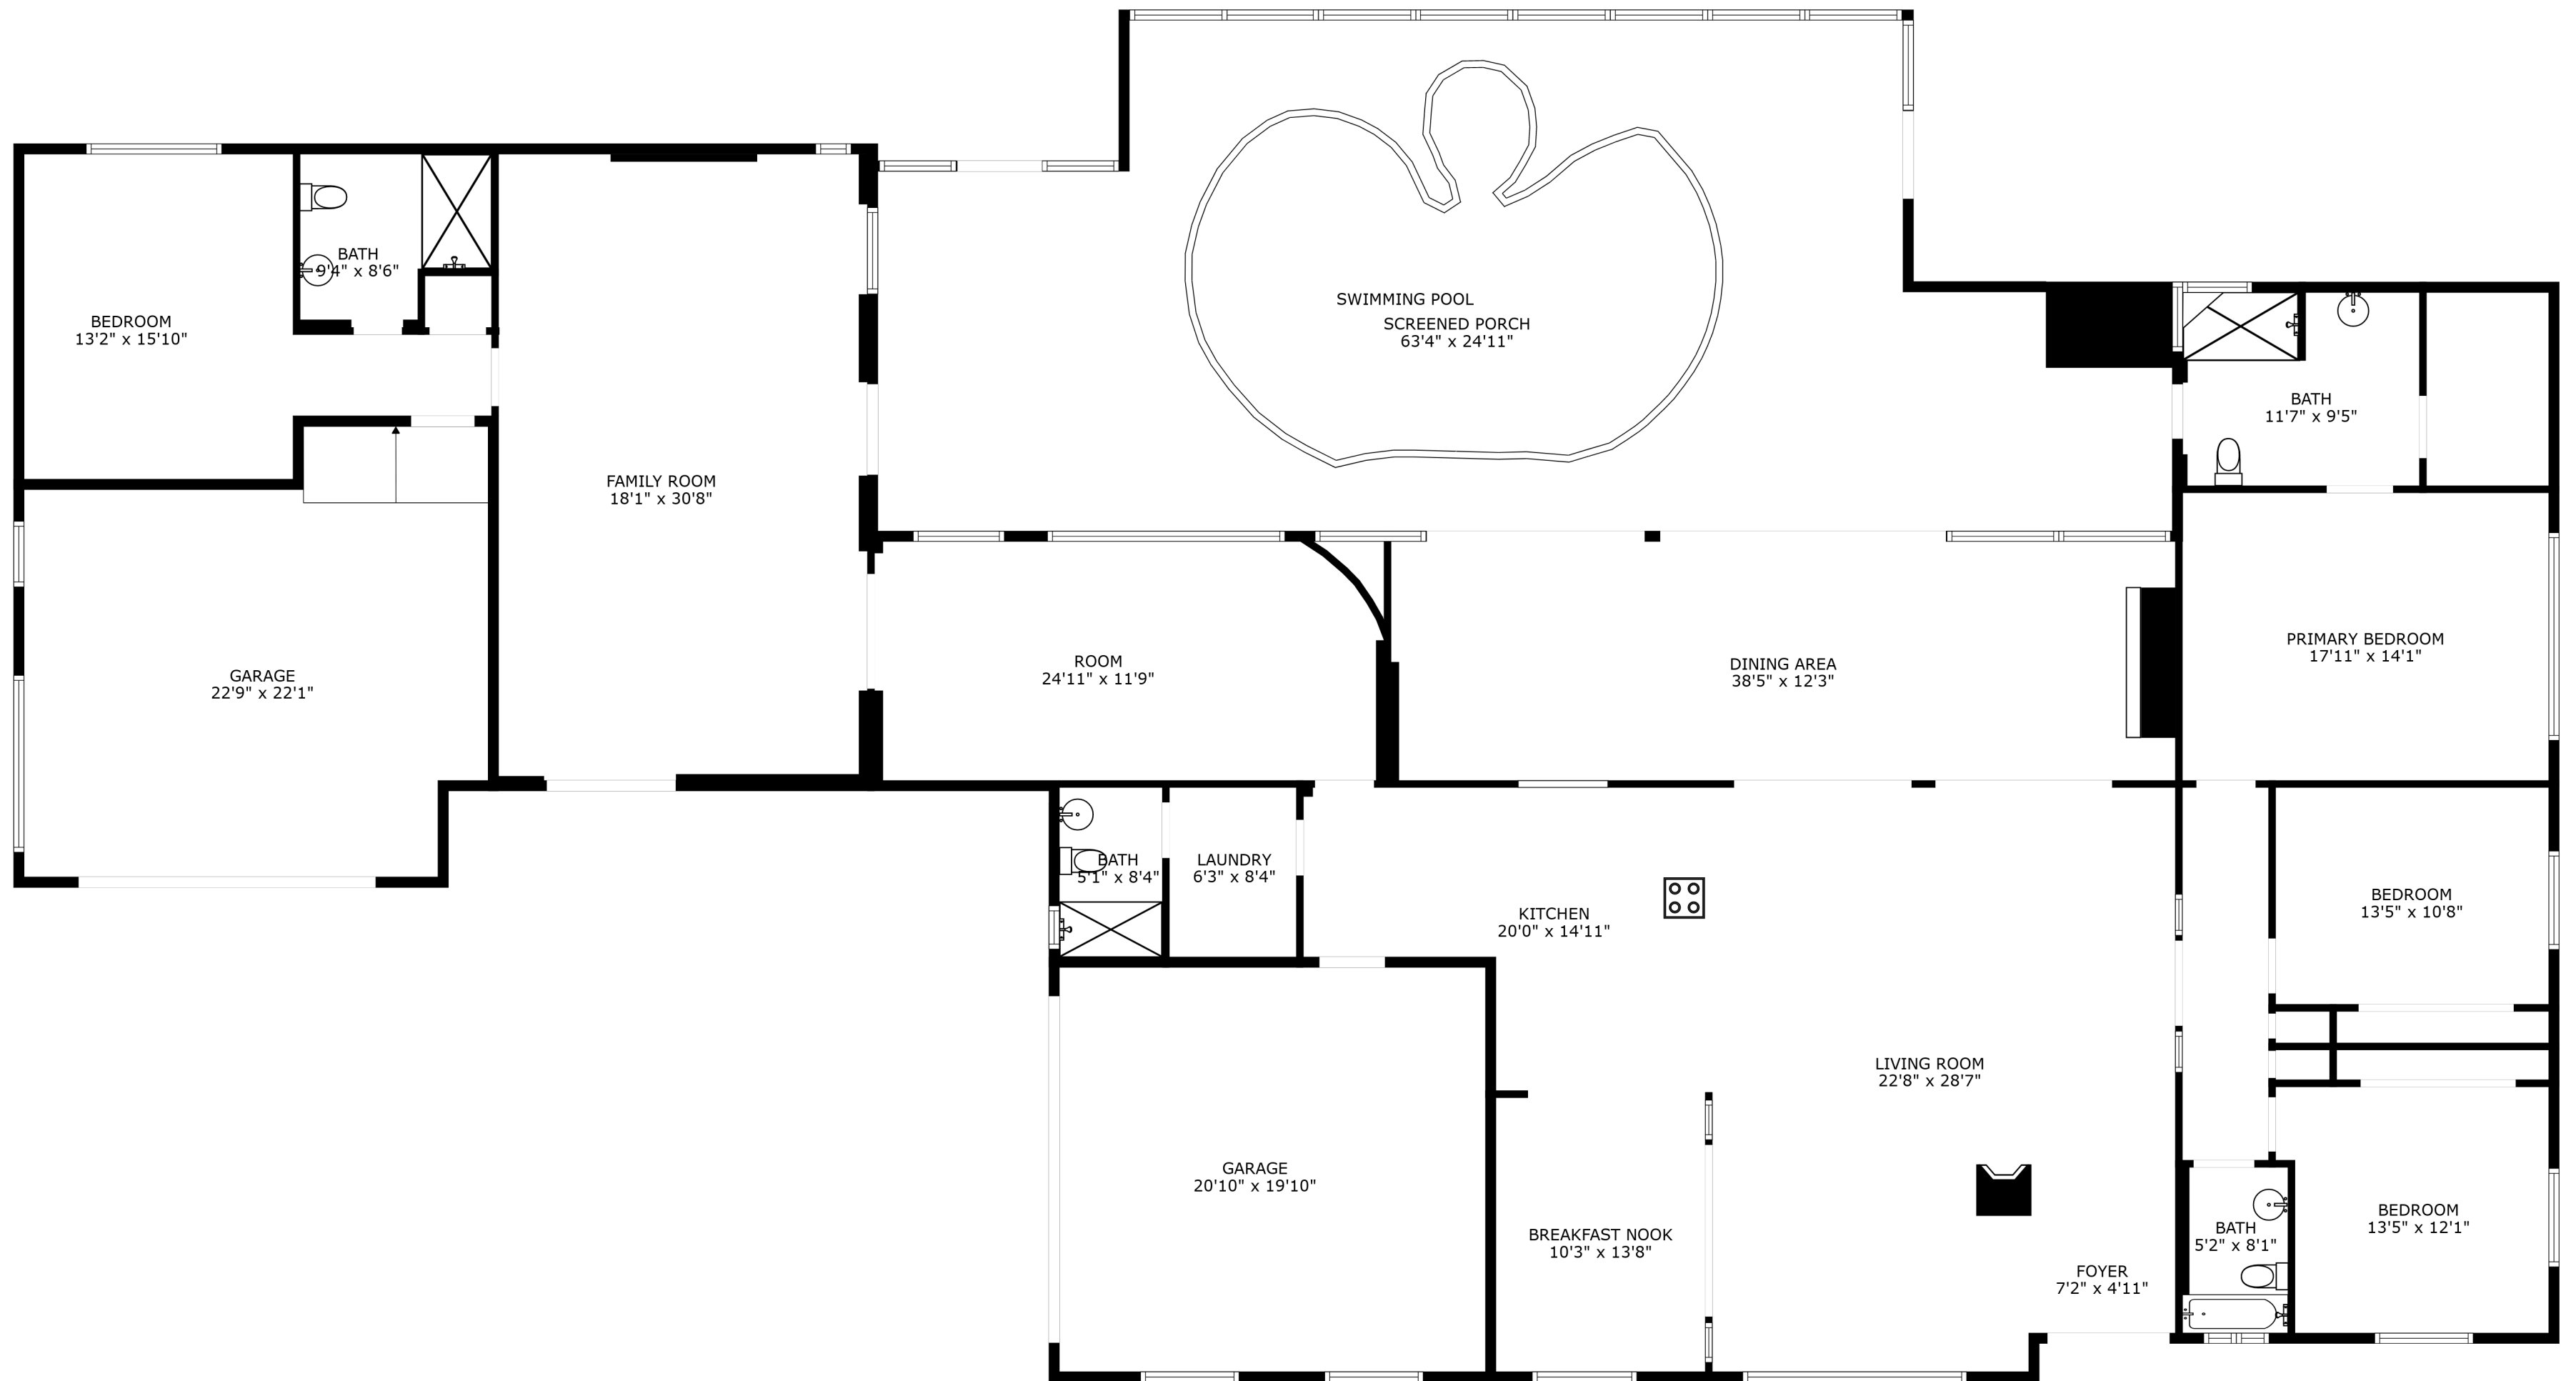 BATH
9'4" x 8'6"
BEDROOM
13'2" x 15'10"
SWIMMING POOL
SCREENED PORCH
63'4" x 24'11"
BATH
11'7" x 9'5"
FAMILY ROOM
18'1" x 30'8"
GARAGE
22'9" x 22'1"
ROOM
24'11" x 11'9"
DINING AREA
38'5" x 12'3"
PRIMARY BEDROOM
17'11" x 14'1"
BATH
5'1" x 8'4"
LAUNDRY
6'3" x 8'4"
KITCHEN
20'0" x 14'11"
BEDROOM
13'5" x 10'8"
LIVING ROOM
22'8" x 28'7"
GARAGE
20'10" x 19'10"
BREAKFAST NOOK
10'3" x 13'8"
FOYER
7'2" x 4'11"
BATH
5'2" x 8'1"
BEDROOM
13'5" x 12'1"